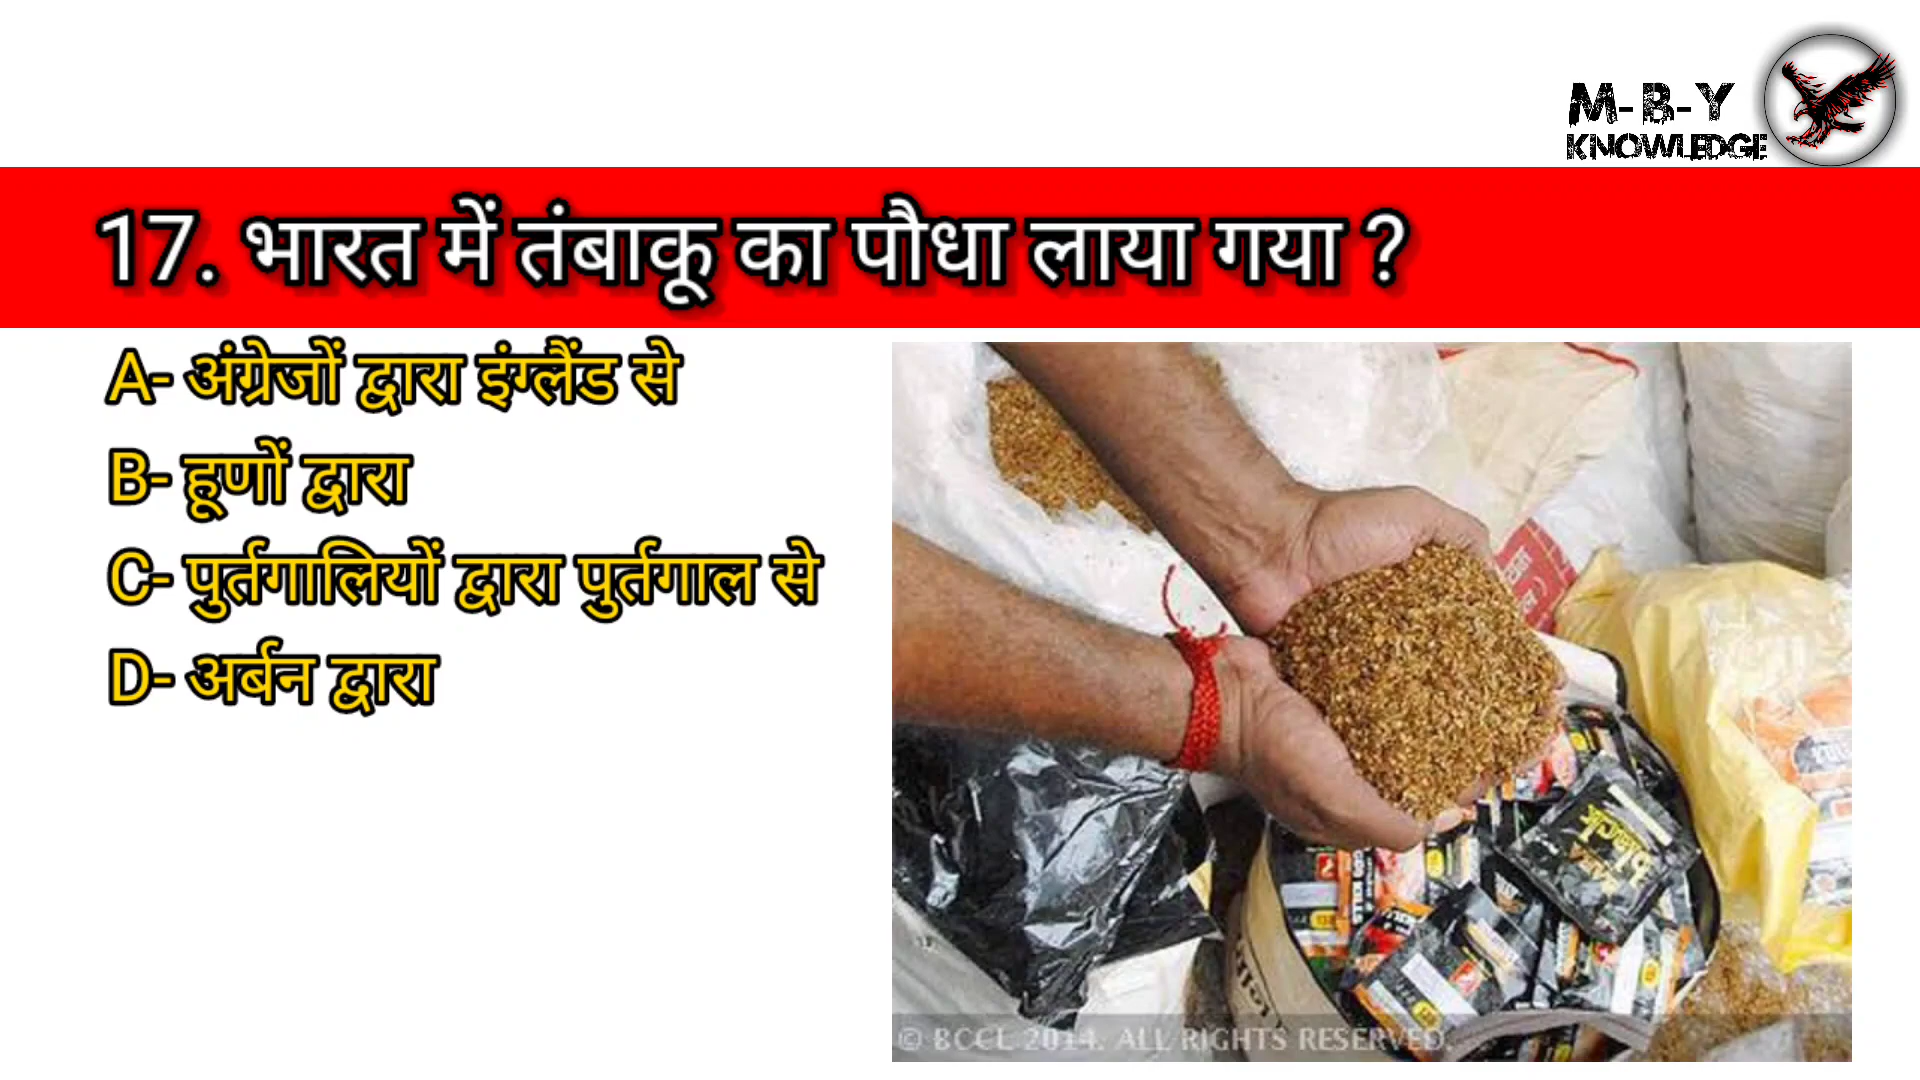 M-B-Y
KNOWLEDGE
17. भारत में तंबाकू का पौधा लाया गया ?
A- अंग्रेजों द्वारा इंग्लैंड से
B- हूणों द्वारा
C- पुर्तगालियों द्वारा पुर्तगाल से
D- अर्बन द्वारा
© BCCL 2014. ALL RIGHTS RESERVED.